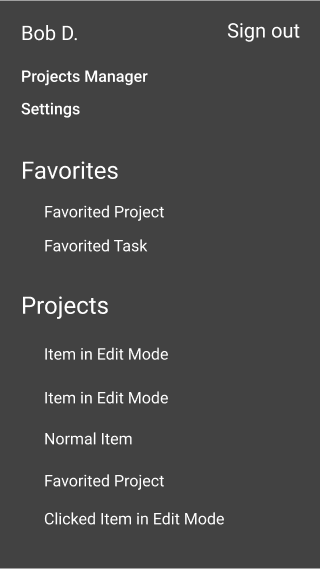 Bob D.
Sign out
Projects Manager
Settings
Favorites
Favorited Project
Favorited Task
Projects
Item in Edit Mode
Item in Edit Mode
Normal Item
Favorited Project
Clicked Item in Edit Mode